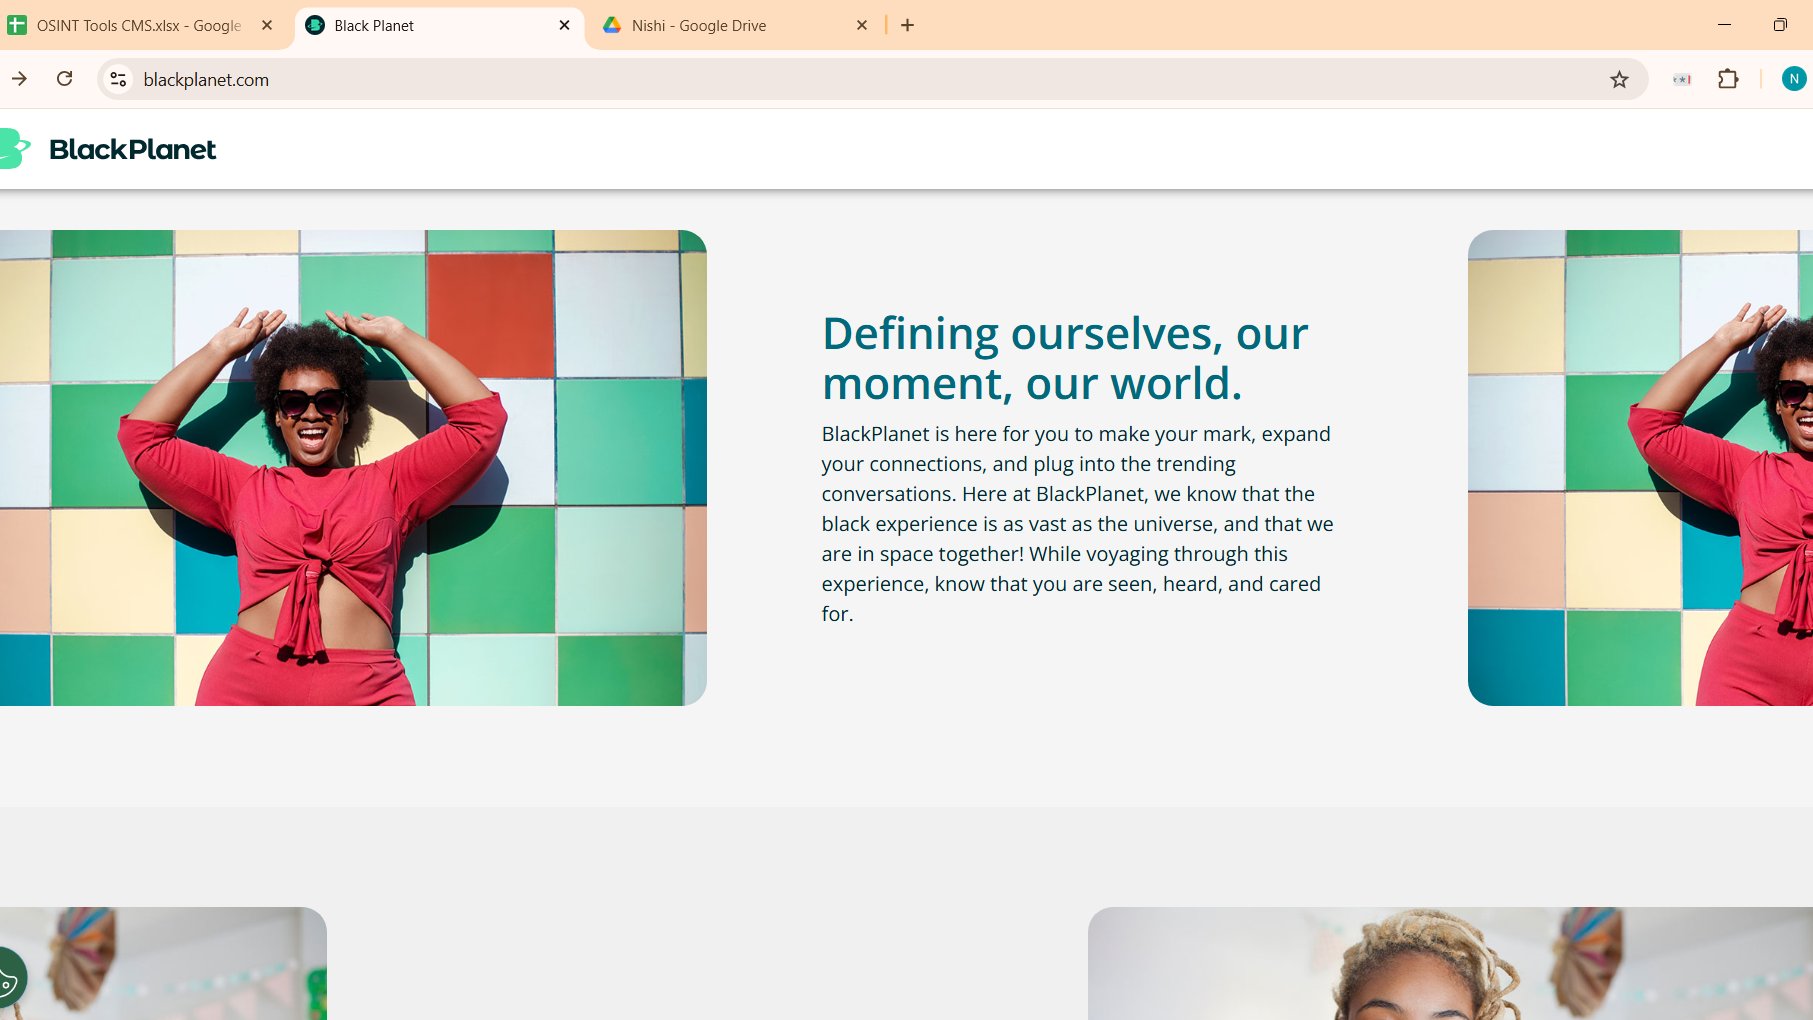 OSINT Tools CMS.xlsx - Google
Black Planet
Nishi - Google Drive
blackplanet.com
N
BlackPlanet
Defining ourselves, our
moment, our world.
BlackPlanet is here for you to make your mark, expand
your connections, and plug into the trending
conversations. Here at BlackPlanet, we know that the
black experience is as vast as the universe, and that we
are in space together! While voyaging through this
experience, know that you are seen, heard, and cared
for.